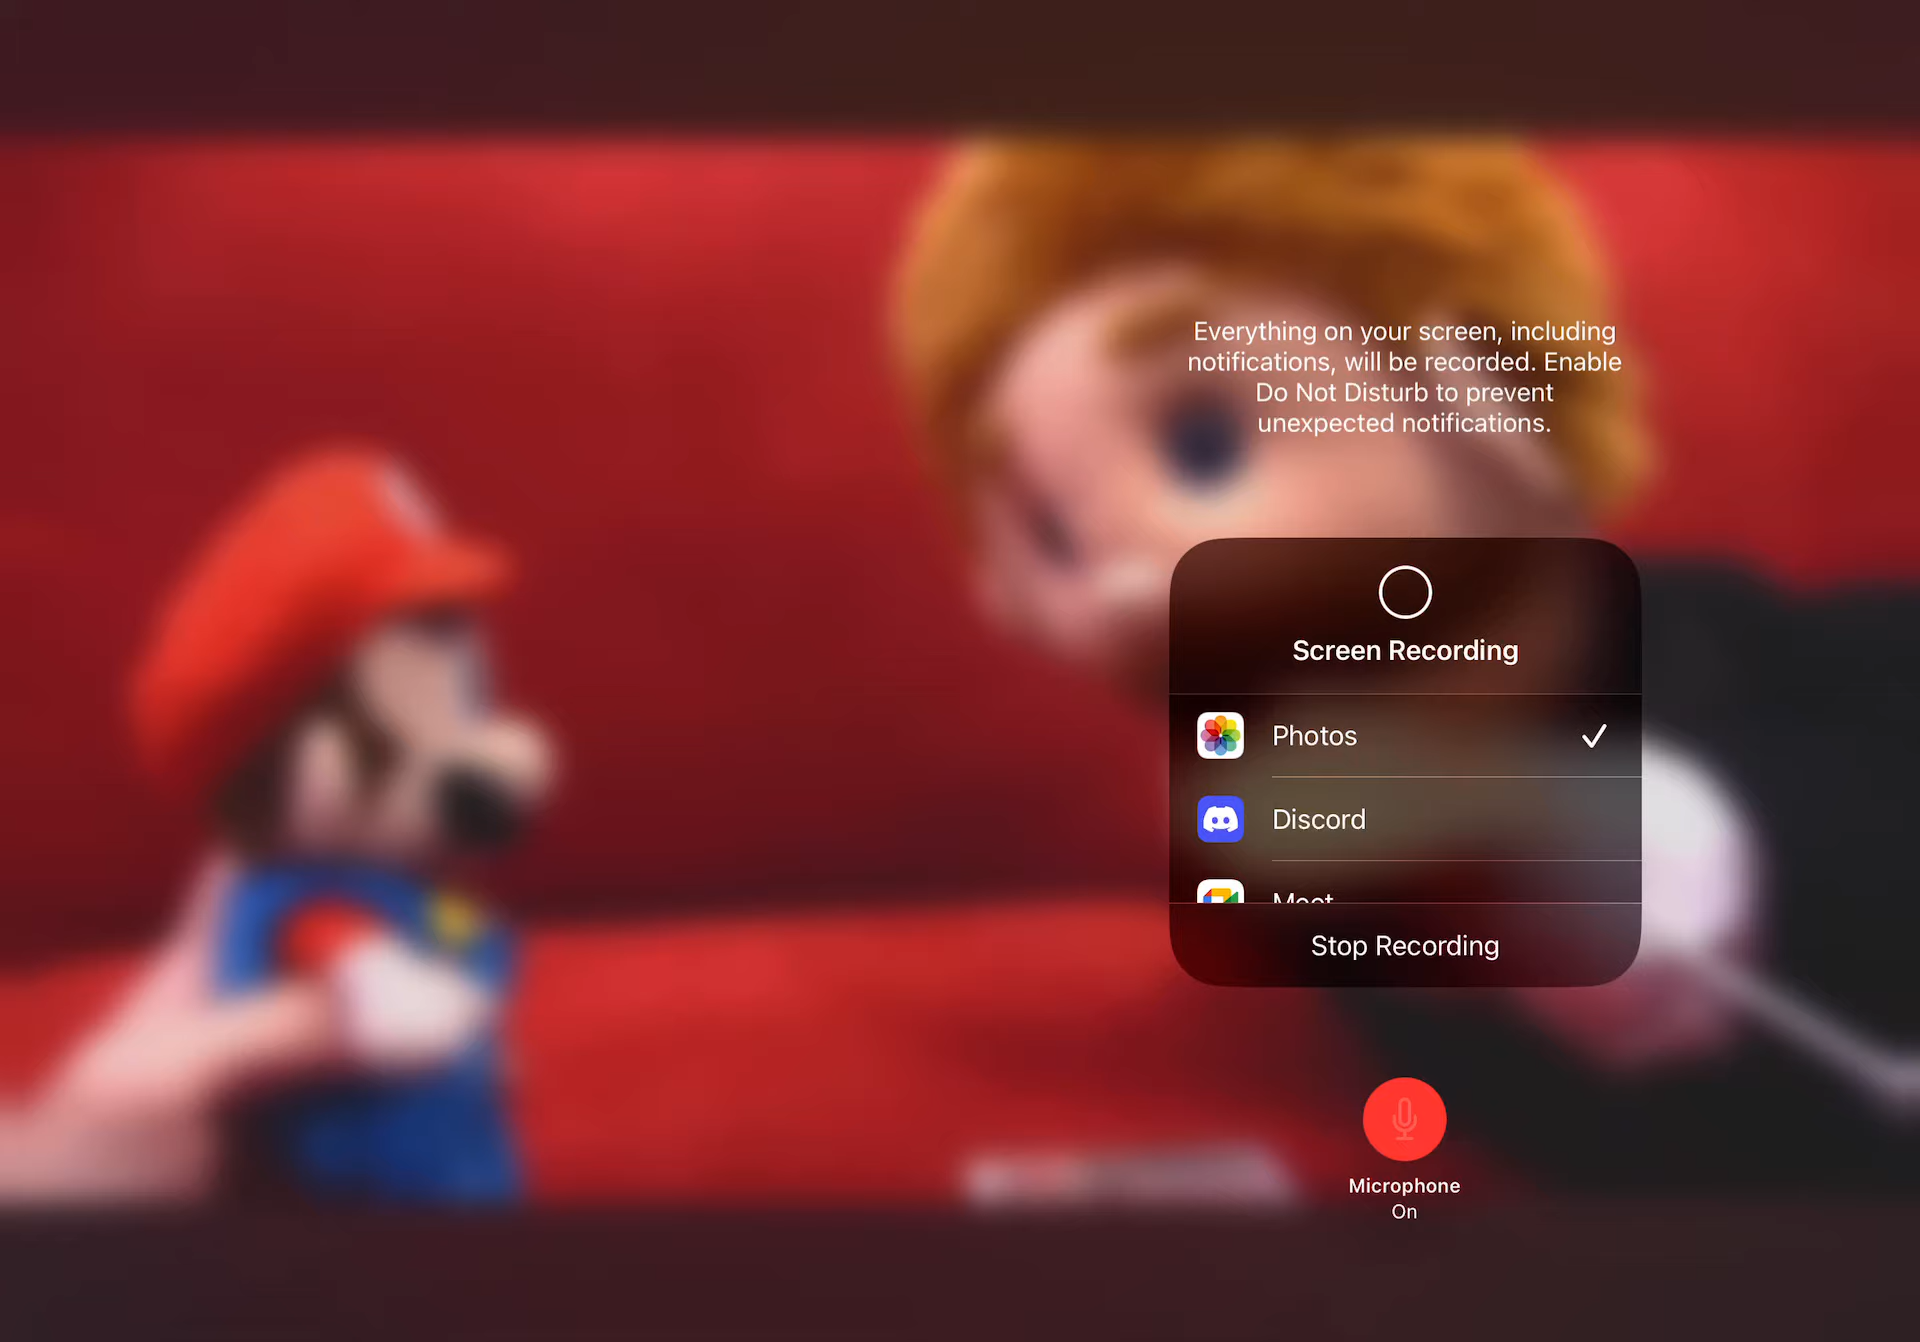 Everything on your screen, including
notifications, will be recorded. Enable
Do Not Disturb to prevent
unexpected notifications.
Screen Recording
Photos
Discord
Meet
Stop Recording
Microphone
On